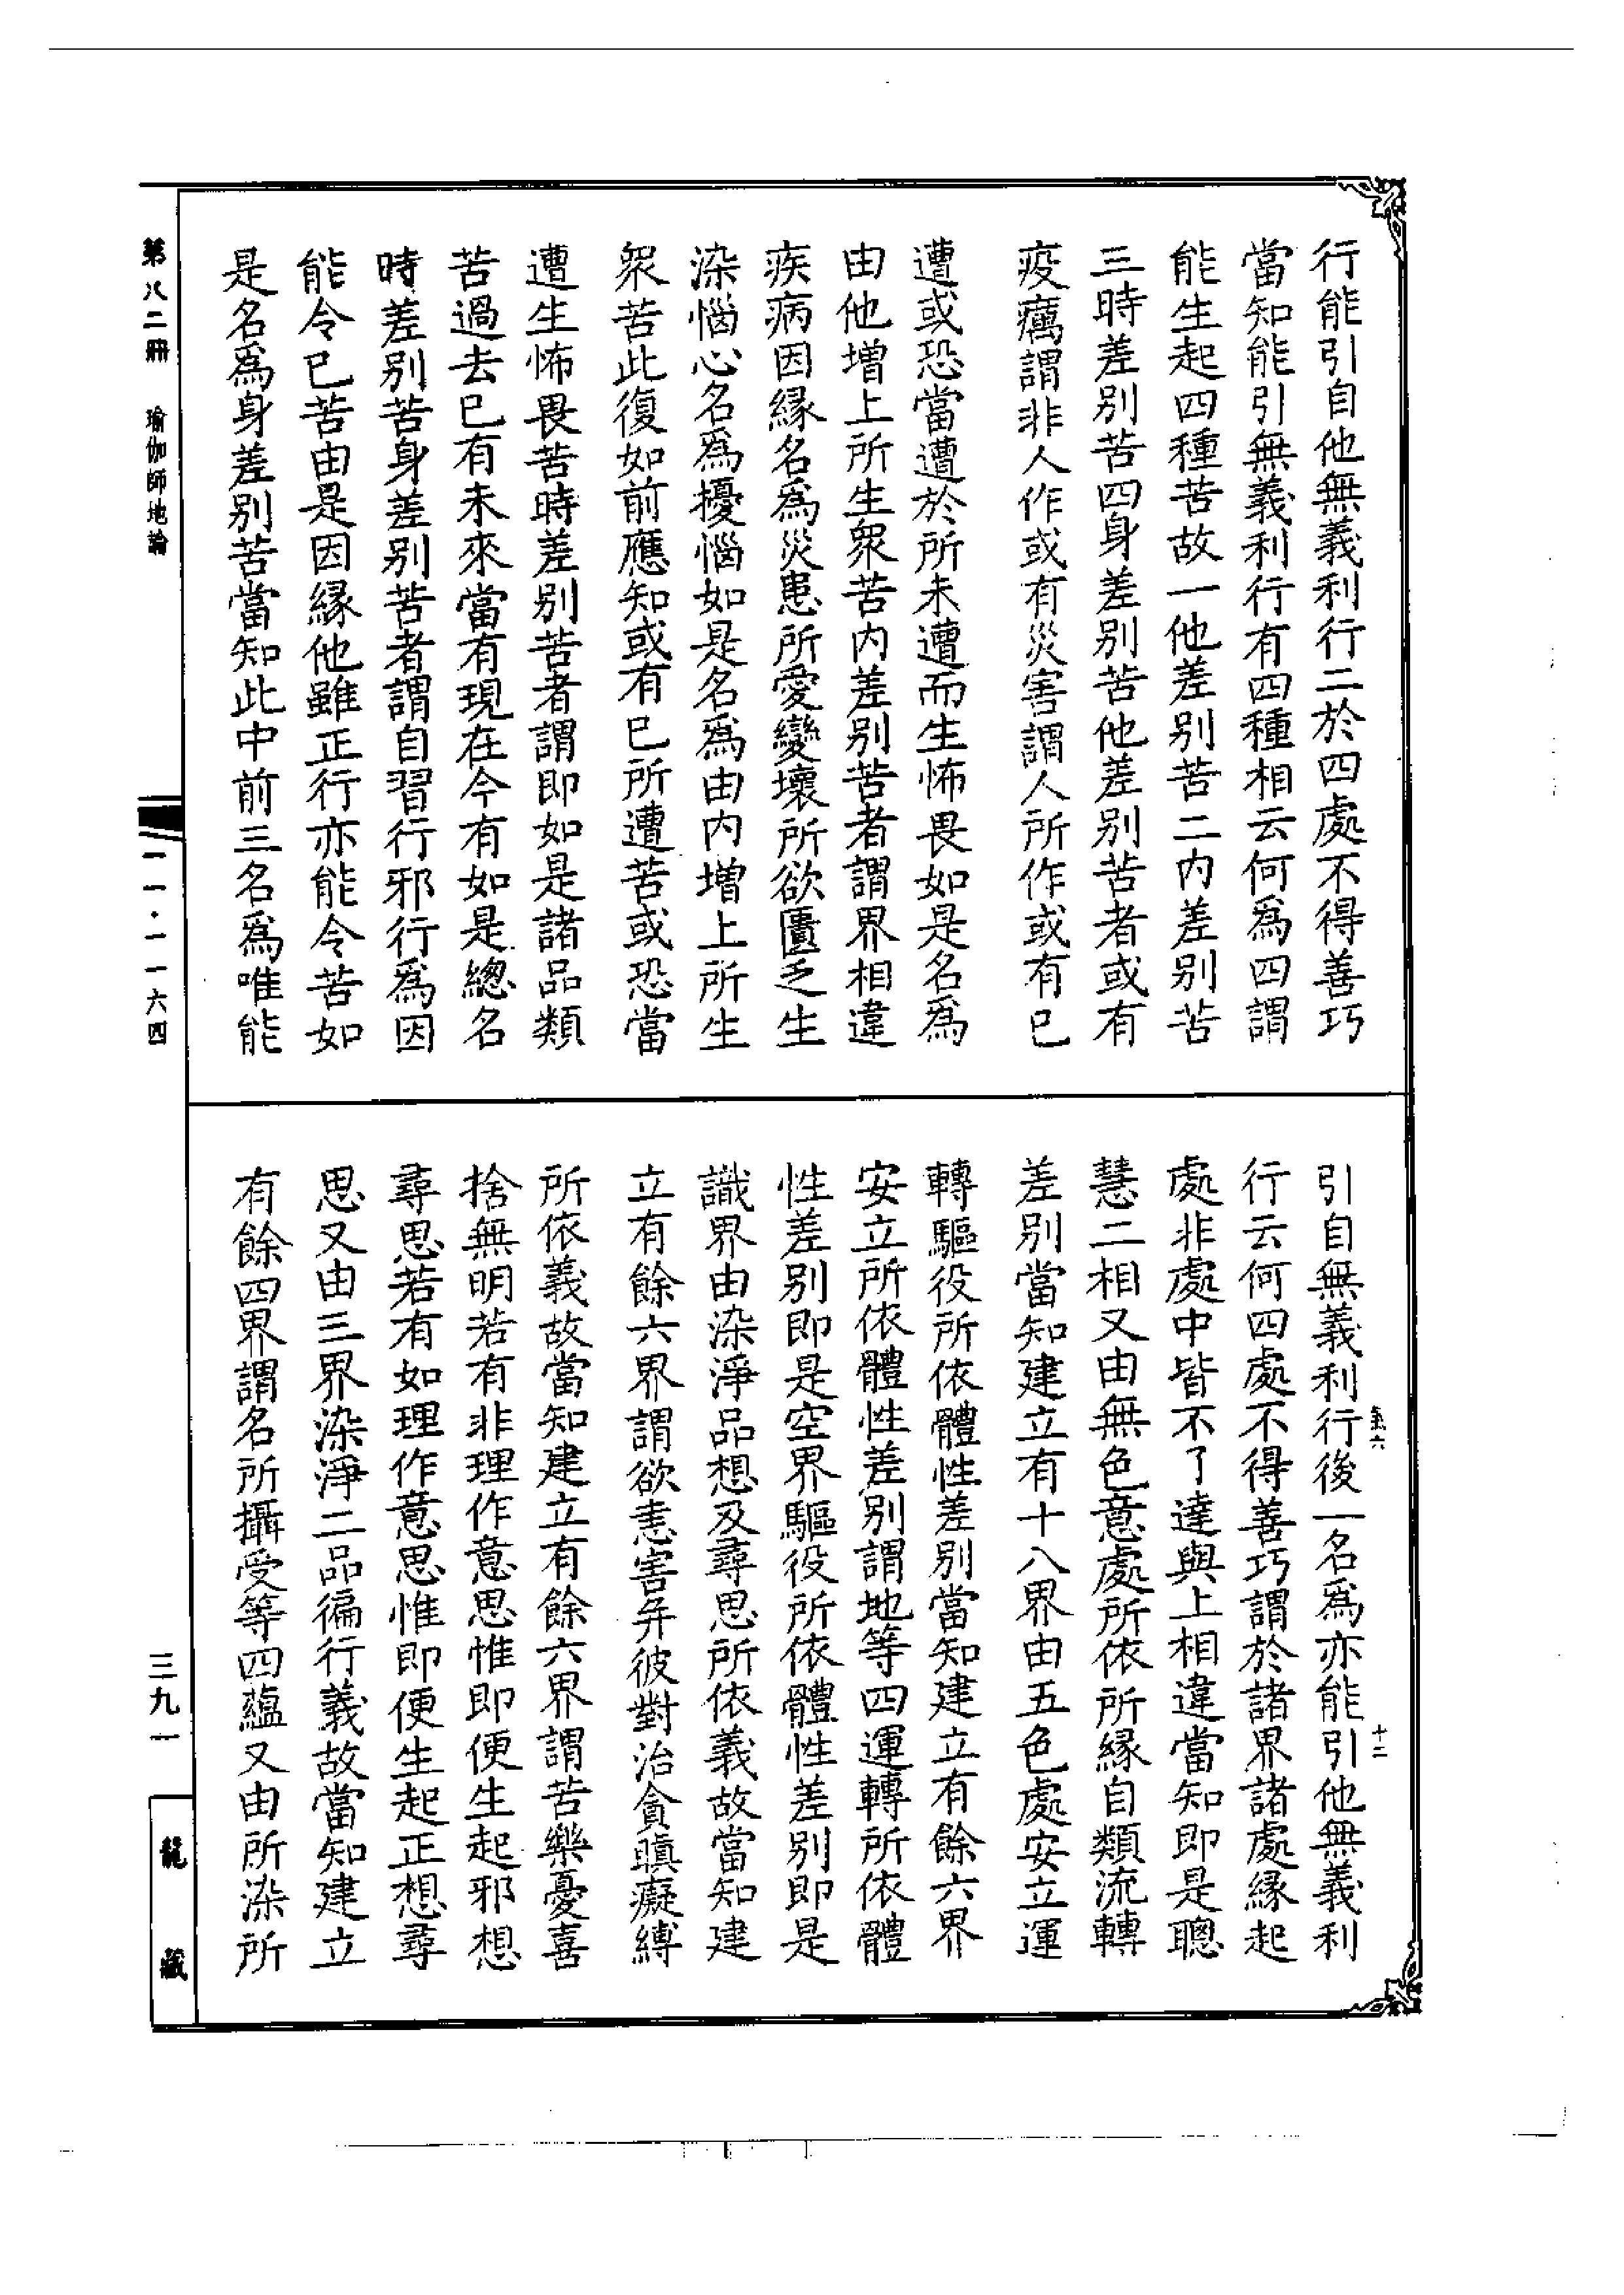 行能引自他無義利行二於四處不得善巧
當知能引無義利行有四種相云何爲四謂
能生起四種苦故一他差別苦二內差別苦
三時差別苦四身差別苦他差別苦者或有
疫癘謂非人作或有災害謂人所作或有已
遭或恐當遭於所未遭而生怖畏如是名爲
由他增上所生眾苦內差別苦者謂界相違
疾病因緣名爲災患所愛變壞所欲匱乏生
染惱心名爲擾惱如是名爲由內增上所生
眾苦此復如前應知或有已所遭苦或恐當
遭生怖畏苦時差別苦者謂即如是諸品類
苦過去已有未來當有現在今有如是總名
時差別苦身差別苦者謂自習行邪行爲因
能令已苦由是因緣他雖正行亦能令苦如
是名爲身差別苦當知此中前三名爲唯能
引自無義利行後一名爲亦能引他無義利
行云何四處不得善巧謂於諸界諸處緣起
處非處中皆不了達與上相違當知即是聰
慧二相又由無色意處所依所緣自類流轉
差別當知建立有十八界由五色處安立運
轉驅役所依體性差別當知建立有餘六界
安立所依體性差別謂地等四運轉所依體
性差別即是空界驅役所依體性差別即是
識界由染淨品想及尋思所依義故當知建
立有餘六界謂欲恚害并彼對治貪瞋癡縛
所依義故當知建立有餘六界謂苦樂憂喜
捨無明若有非理作意思惟即便生起邪想
尋思若有如理作意思惟即便生起正想尋
思又由三界染淨二品徧行義故當知建立
有餘四界謂名所攝受等四蘊又由所染所
第八二冊 瑜伽師地論
一一·一一六四
三九一
龍藏
十二